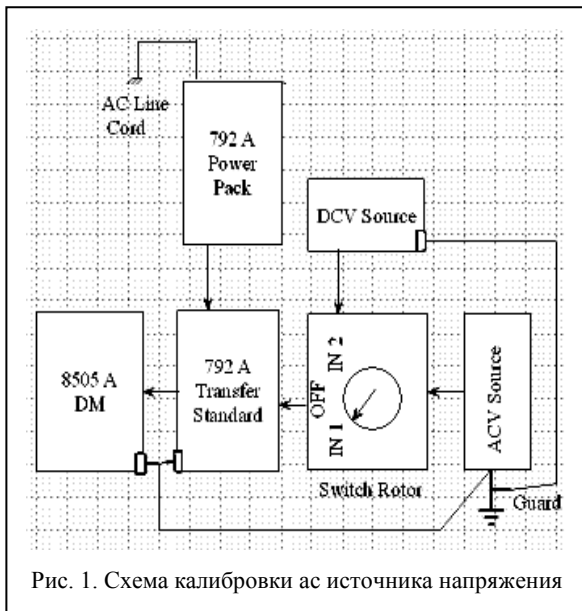 AC Line
Cord
792 A
Power
Pack
DCV Source
8505 A
DM
792 A
Transfer
Standard
IN 1
OFF
IN 2
ACV Source
Switch Rotor
Guard
Рис. 1. Схема калибровки ас источника напряжения